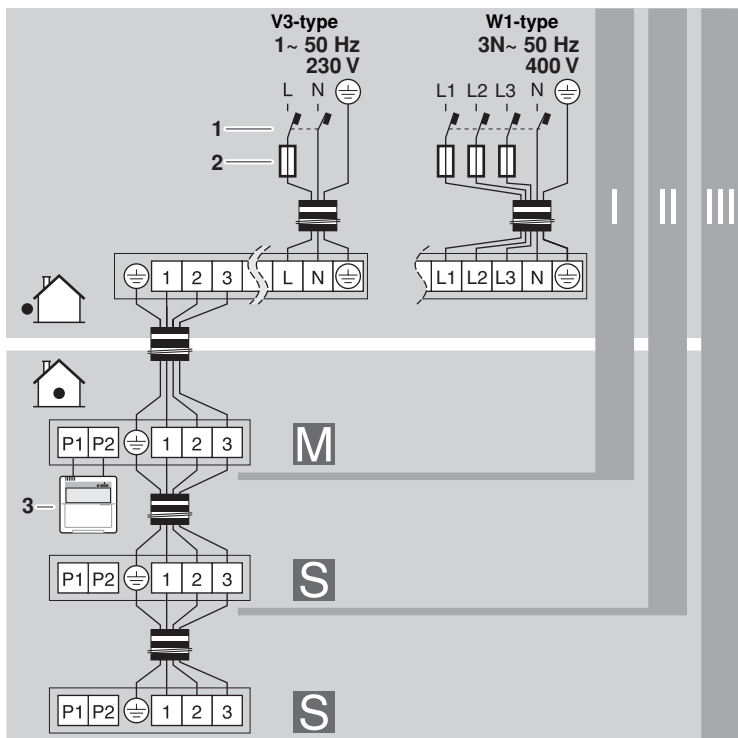 V3-type
1~ 50 Hz
230 V
L N
W1-type
3N~ 50 Hz
400 V
L1 L2 L3 N
1
2
I II III
1 2 3 L N
L1 L2 L3 N
P1 P2 1 2 3 M
3
P1 P2 1 2 3 S
P1 P2 1 2 3 S